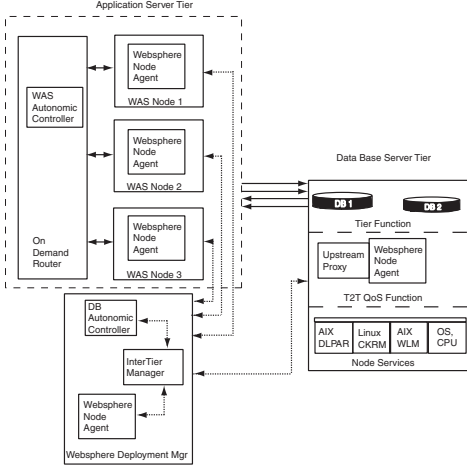 Application Server Tier
WAS
Autonomic
Controller
On
Demand
Router
Websphere
Node
Agent
WAS Node 1
Websphere
Node
Agent
WAS Node 2
Websphere
Node
Agent
WAS Node 3
DB
Autonomic
Controller
InterTier
Manager
Websphere
Node
Agent
Websphere Deployment Mgr
Data Base Server Tier
DB 1
DB 2
Tier Function
Upstream
Proxy
Websphere
Node
Agent
T2T QoS Function
AIX
DLPAR
Linux
CKRM
AIX
WLM
OS,
CPU
Node Services